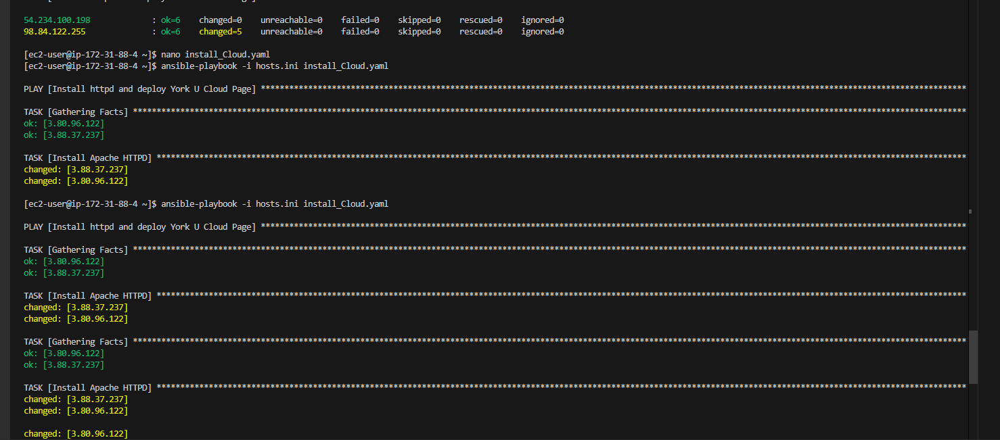 54.234.100.198 : ok=6 changed=0 unreachable=0 failed=0 skipped=0 rescued=0 ignored=0
98.84.122.255 : ok=6 changed=5 unreachable=0 failed=0 skipped=0 rescued=0 ignored=0
[ec2-user@ip-172-31-88-4 ~]$ nano install_Cloud.yaml
[ec2-user@ip-172-31-88-4 ~]$ ansible-playbook -i hosts.ini install_Cloud.yaml
PLAY [Install httpd and deploy York U Cloud Page] ****************************************************************************************************************************************************
TASK [Gathering Facts] ********************************************************************************************************************************************************************************
ok: [3.80.96.122]
ok: [3.88.37.237]
TASK [Install Apache HTTPD] ***************************************************************************************************************************************************************************
changed: [3.88.37.237]
changed: [3.80.96.122]
[ec2-user@ip-172-31-88-4 ~]$ ansible-playbook -i hosts.ini install_Cloud.yaml
PLAY [Install httpd and deploy York U Cloud Page] ****************************************************************************************************************************************************
TASK [Gathering Facts] ********************************************************************************************************************************************************************************
ok: [3.80.96.122]
ok: [3.88.37.237]
TASK [Install Apache HTTPD] ***************************************************************************************************************************************************************************
changed: [3.88.37.237]
changed: [3.80.96.122]
TASK [Gathering Facts] ********************************************************************************************************************************************************************************
ok: [3.80.96.122]
ok: [3.88.37.237]
TASK [Install Apache HTTPD] ***************************************************************************************************************************************************************************
changed: [3.88.37.237]
changed: [3.80.96.122]
changed: [3.80.96.122]